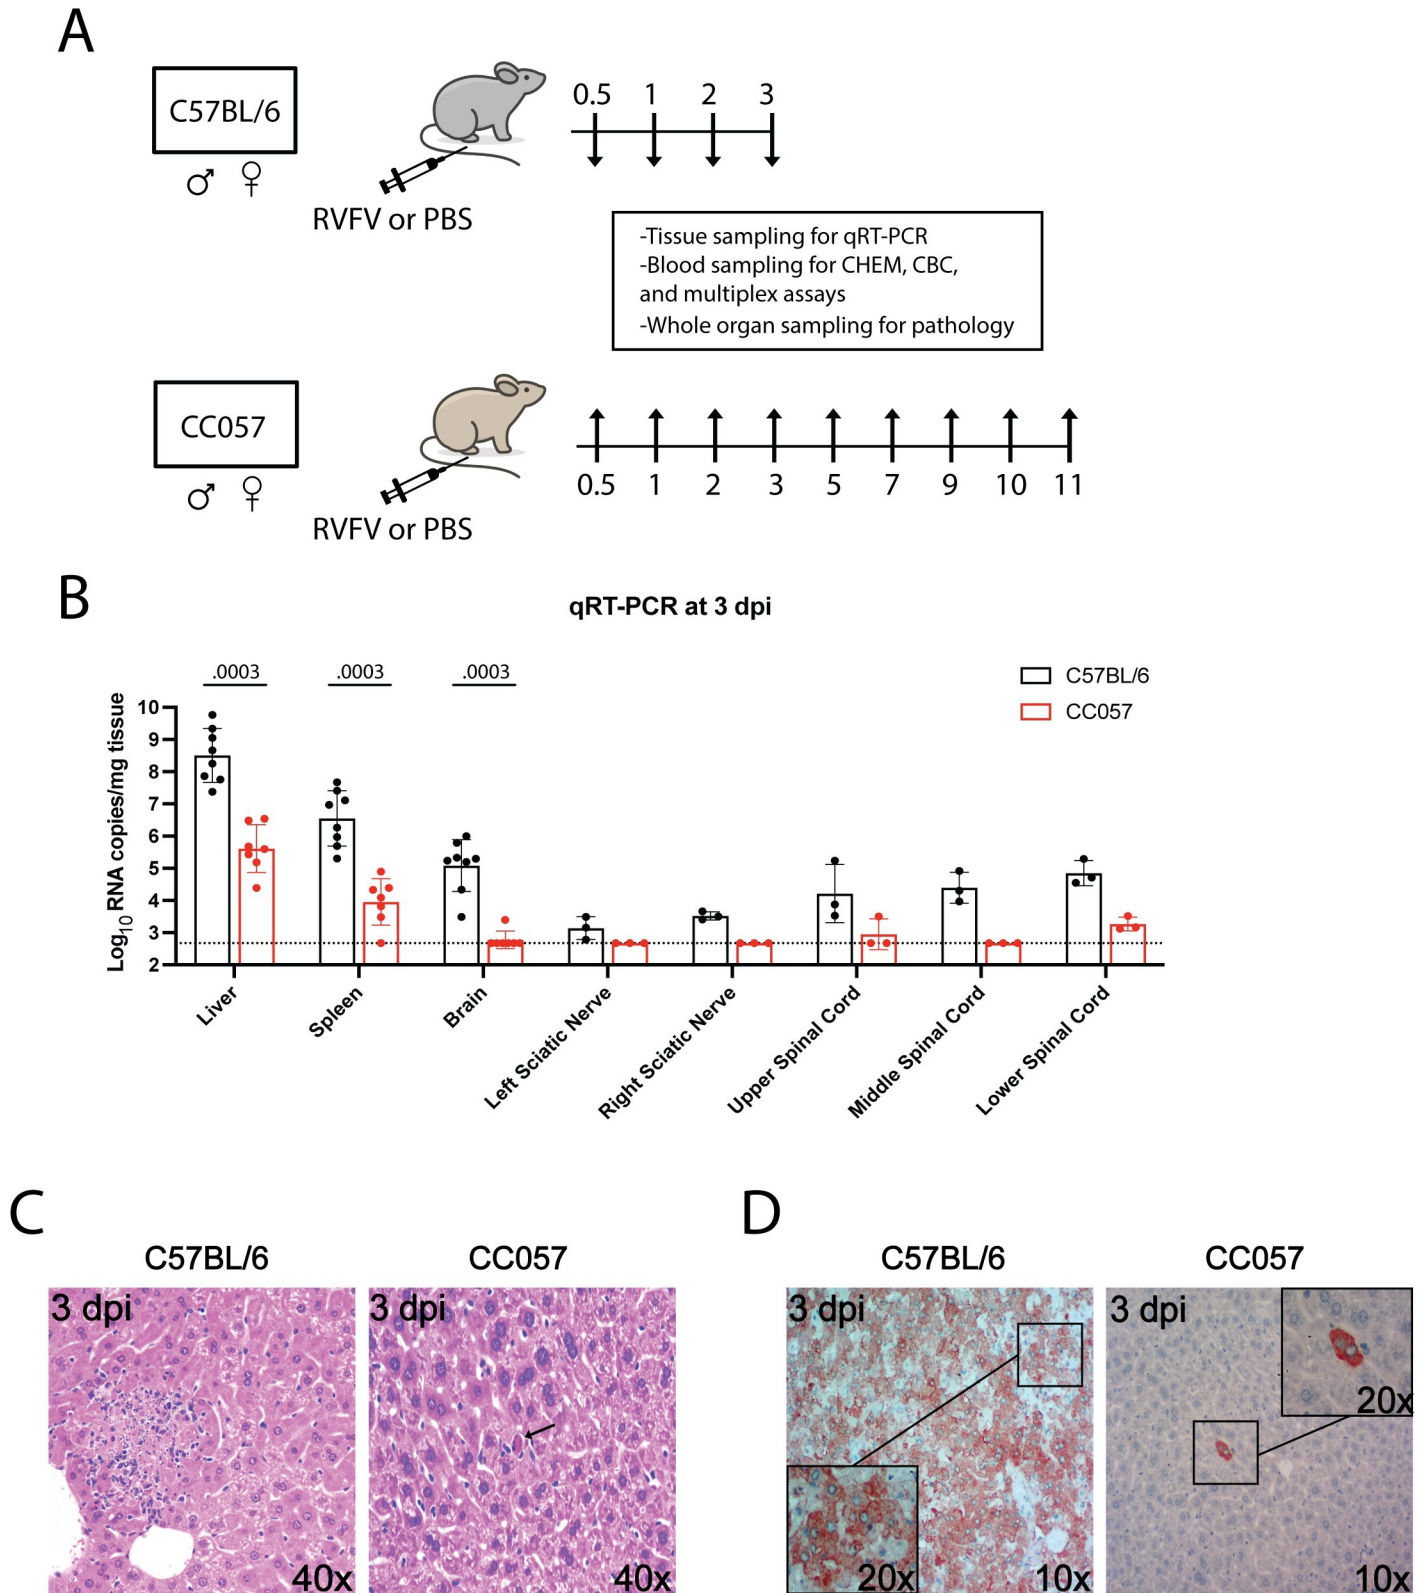 A
C57BL/6
♂ ♀
RVFV or PBS
0.5 1 2 3
-Tissue sampling for qRT-PCR
-Blood sampling for CHEM, CBC,
and multiplex assays
-Whole organ sampling for pathology
CC057
♂ ♀
RVFV or PBS
0.5 1 2 3 5 7 9 10 11
B
qRT-PCR at 3 dpi
.0003 .0003 .0003
C57BL/6
CC057
Log10 RNA copies/mg tissue
10
9
8
7
6
5
4
3
2
Liver
Spleen
Brain
Left Sciatic Nerve
Right Sciatic Nerve
Upper Spinal Cord
Middle Spinal Cord
Lower Spinal Cord
C
C57BL/6 CC057
3 dpi 3 dpi
40x 40x
D
C57BL/6 CC057
3 dpi 3 dpi
20x
20x 10x 10x